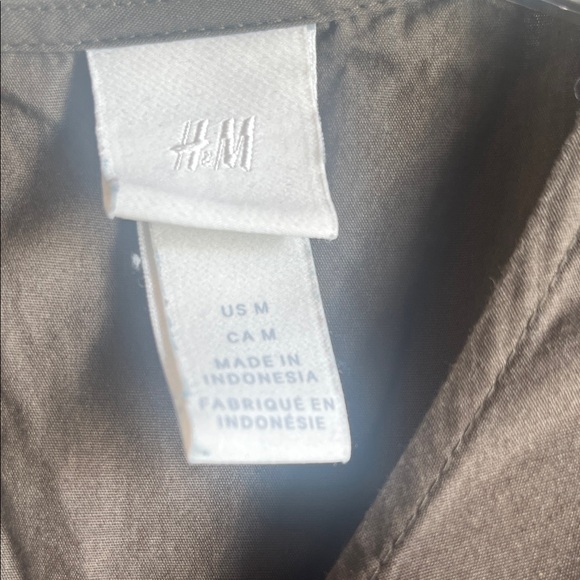 H&M
US M
CA M
MADE IN
INDONESIA
FABRIQUÉ EN
INDONÉSIE